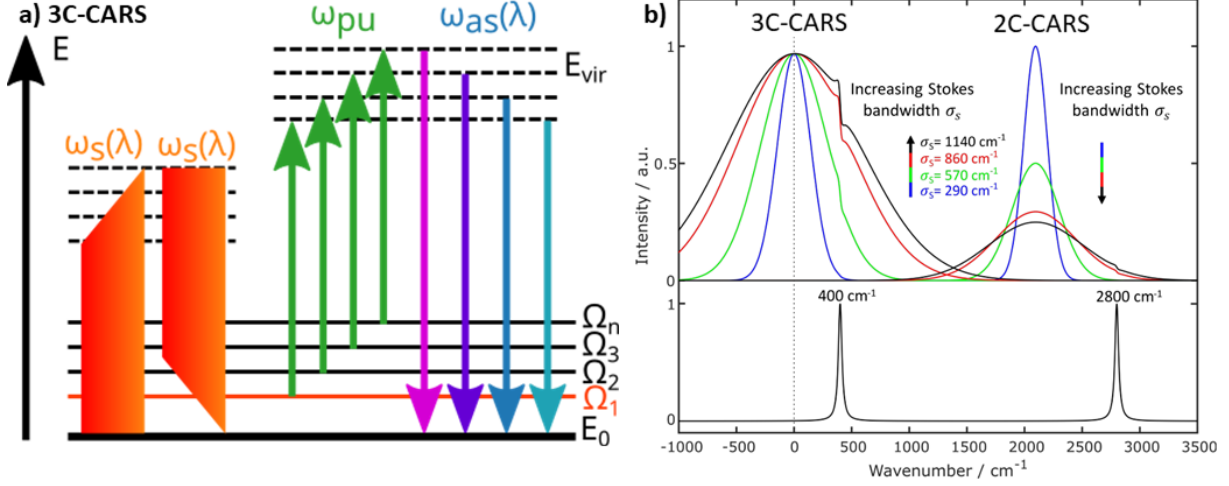 a) 3C-CARS
E
ωpu
ωas(λ)
Evir
ωS(λ)
ωS(λ)
Ωn
Ω3
Ω2
Ω1
E0
b)
3C-CARS
2C-CARS
Increasing Stokes
bandwidth σs
σS= 1140 cm-1
σS= 860 cm-1
σS= 570 cm-1
σS= 290 cm-1
Increasing Stokes
bandwidth σs
Intensity / a.u.
1
0.5
0
400 cm-1
2800 cm-1
1
0
-1000 -500 0 500 1000 1500 2000 2500 3000 3500
Wavenumber / cm-1